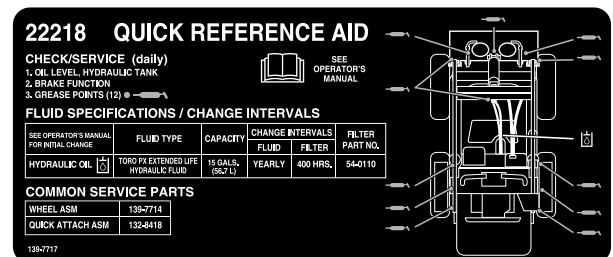 22218 QUICK REFERENCE AID
CHECK/SERVICE (daily)
1. OIL LEVEL, HYDRAULIC TANK
2. BRAKE FUNCTION
3. GREASE POINTS (12)
SEE
OPERATOR'S
MANUAL
FLUID SPECIFICATIONS / CHANGE INTERVALS
SEE OPERATOR'S MANUAL
FOR INITIAL CHANGE
FLUID TYPE
CAPACITY
CHANGE INTERVALS
FLUID
FILTER
FILTER
PART NO.
HYDRAULIC OIL
TORO PX EXTENDED LIFE
HYDRAULIC FLUID
15 GALS.
(56.7 L)
YEARLY
400 HRS.
54-0110
COMMON SERVICE PARTS
WHEEL ASM 139-7714
QUICK ATTACH ASM 132-8418
139-7717